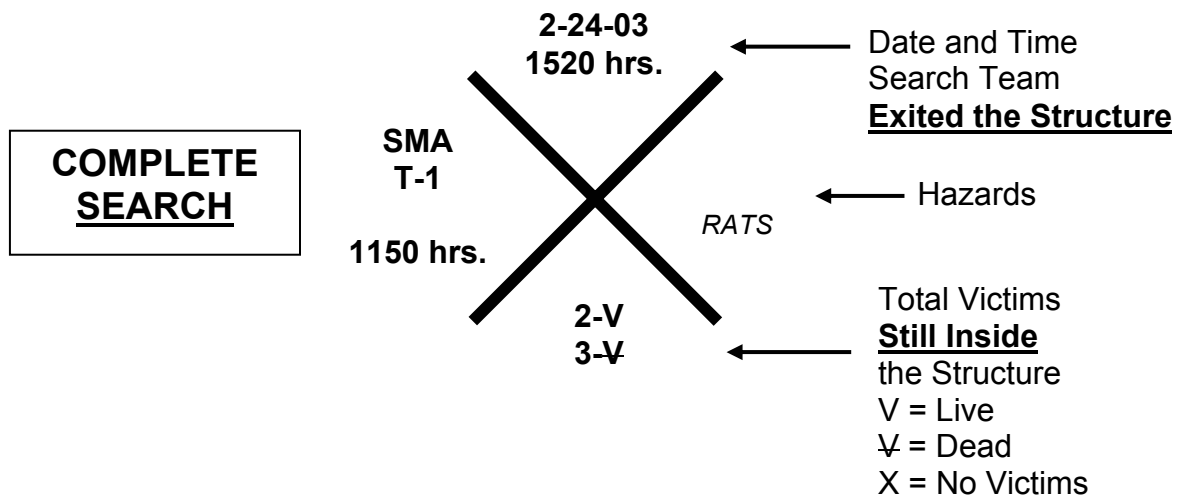 COMPLETE
SEARCH
2-24-03
1520 hrs.
SMA
T-1
1150 hrs.
RATS
2-V
3-V̶
Date and Time
Search Team
Exited the Structure
Hazards
Total Victims
Still Inside
the Structure
V = Live
V̶ = Dead
X = No Victims